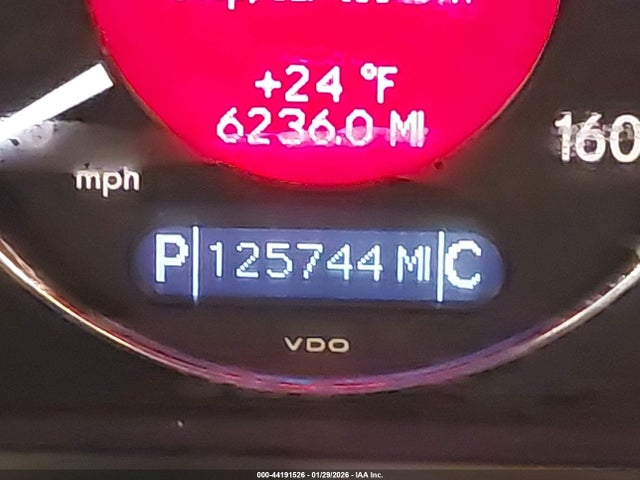 +24 °F
6236.0 MI
160
mph
P 125744 MI C
VDO
000-44191526 - 01/29/2026 - IAA Inc.